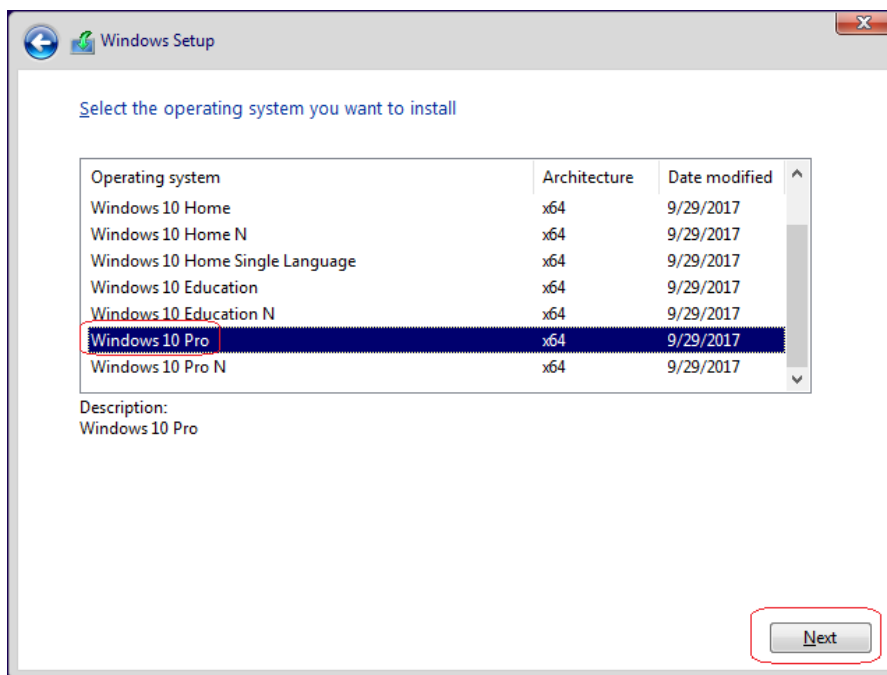 Windows Setup
Select the operating system you want to install
Operating system Architecture Date modified
Windows 10 Home x64 9/29/2017
Windows 10 Home N x64 9/29/2017
Windows 10 Home Single Language x64 9/29/2017
Windows 10 Education x64 9/29/2017
Windows 10 Education N x64 9/29/2017
Windows 10 Pro x64 9/29/2017
Windows 10 Pro N x64 9/29/2017
Description:
Windows 10 Pro
Next